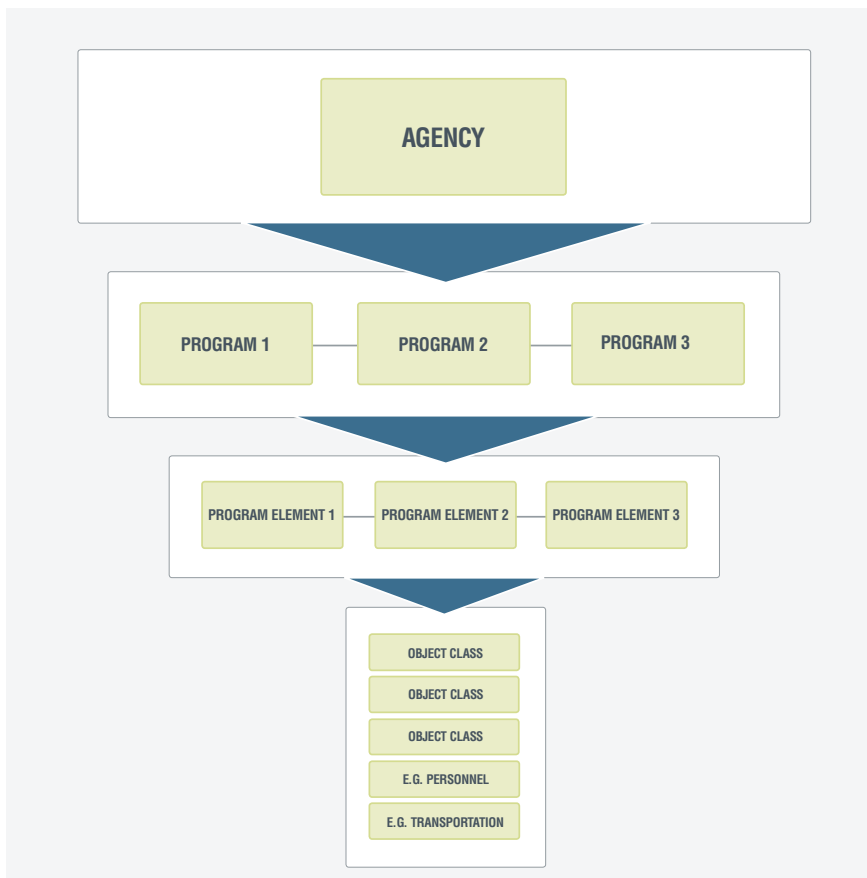 AGENCY
PROGRAM 1
PROGRAM 2
PROGRAM 3
PROGRAM ELEMENT 1
PROGRAM ELEMENT 2
PROGRAM ELEMENT 3
OBJECT CLASS
OBJECT CLASS
OBJECT CLASS
E.G. PERSONNEL
E.G. TRANSPORTATION